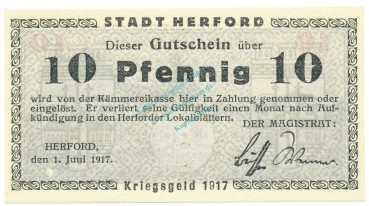 STADT HERFORD
Dieser Gutschein über
10 Pfennig 10
wird von der Kämmereikasse hier in Zahlung genommen oder
eingelöst. Er verliert seine Gültigkeit einen Monat nach Auf-
kündigung in den Herforder Lokalblättern.
DER MAGISTRAT:
HERFORD,
den 1. Juni 1917.
Kriegsgeld 1917